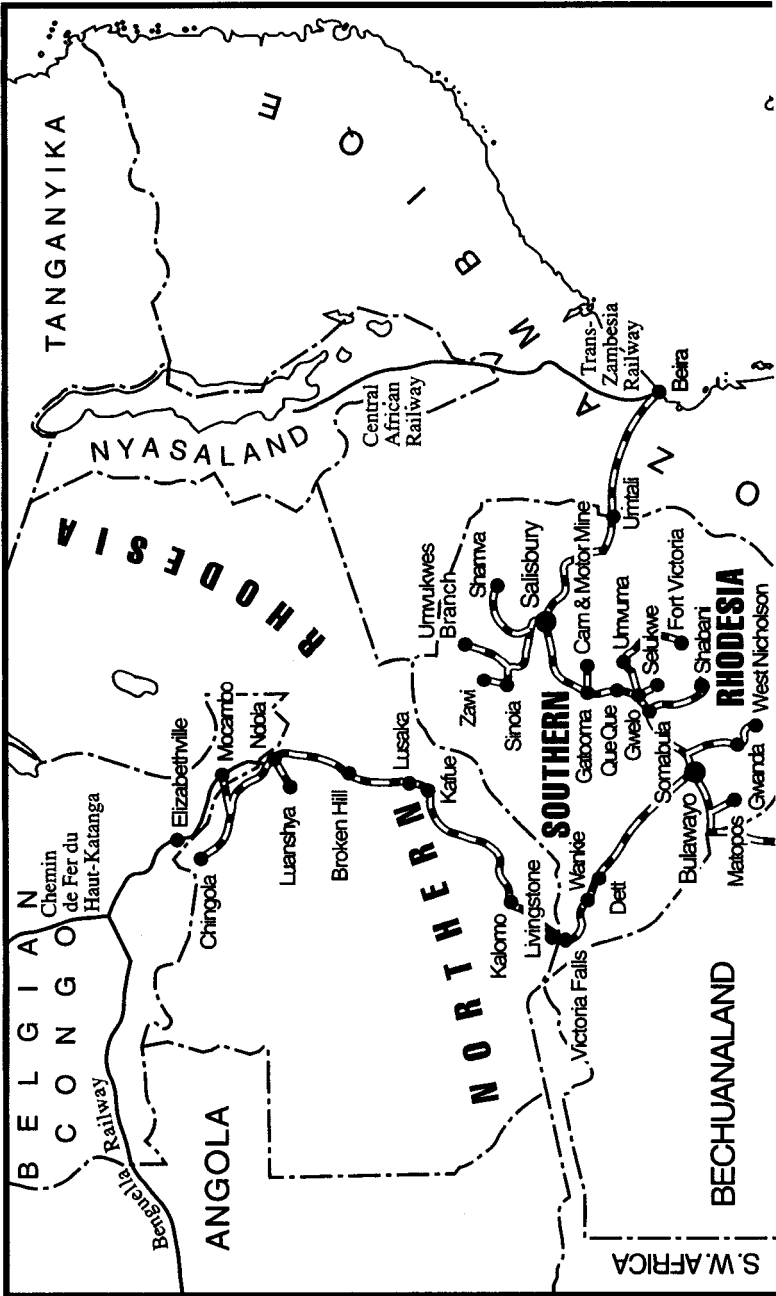 BELGIAN
CONGO
Chemin
de Fer du
Haut-Katanga
TANGANYIKA
Benguella Railway
Elizabethville
Mocambo
Ndola
Chingola
Luanshya
Broken Hill
Lusaka
Kafue
Kalomo
Livingstone
Victoria Falls
ANGOLA
NORTHERN
RHODESIA
NYASALAND
Central
African
Railway
MOZAMBIQUE
Trans-
Zambesia
Railway
Beira
Umtali
Umvukwes
Branch
Shamva
Salisbury
Zawi
Sinoia
Cam & Motor Mine
Gatooma
Que Que
Umvuma
Gwelo
Selukwe
Fort Victoria
Somabula
Shabani
SOUTHERN
RHODESIA
Wankie
Dett
Bulawayo
Matopos
Gwanda
West Nicholson
BECHUANALAND
S.W. AFRICA